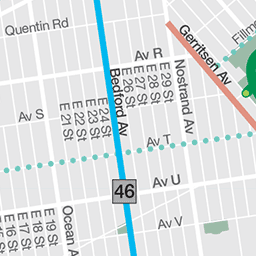 Quentin Rd
Gerritsen Av
Fillm
Av R
Bedford Av
E 26 St
E 27 St
E 28 St
E 29 St
Nostrand Av
Av S
E 21 St
E 22 St
E 23 St
E 24 St
Av T
46
Av U
E 16 St
E 17 St
E 18 St
E 19 St
Ocean A
Av V